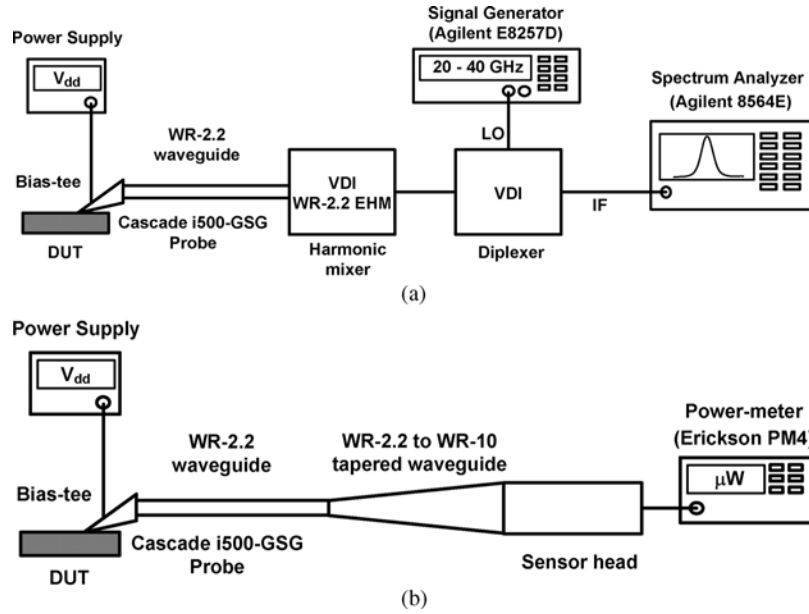 Signal Generator
(Agilent E8257D)
Power Supply
Vdd
20 - 40 GHz
Spectrum Analyzer
(Agilent 8564E)
WR-2.2
waveguide
LO
Bias-tee
VDI
WR-2.2 EHM
VDI
IF
Cascade i500-GSG
Probe
DUT
Harmonic
mixer
Diplexer
(a)
Power Supply
Vdd
WR-2.2
waveguide
WR-2.2 to WR-10
tapered waveguide
Power-meter
(Erickson PM4)
μW
Bias-tee
Cascade i500-GSG
Probe
DUT
Sensor head
(b)